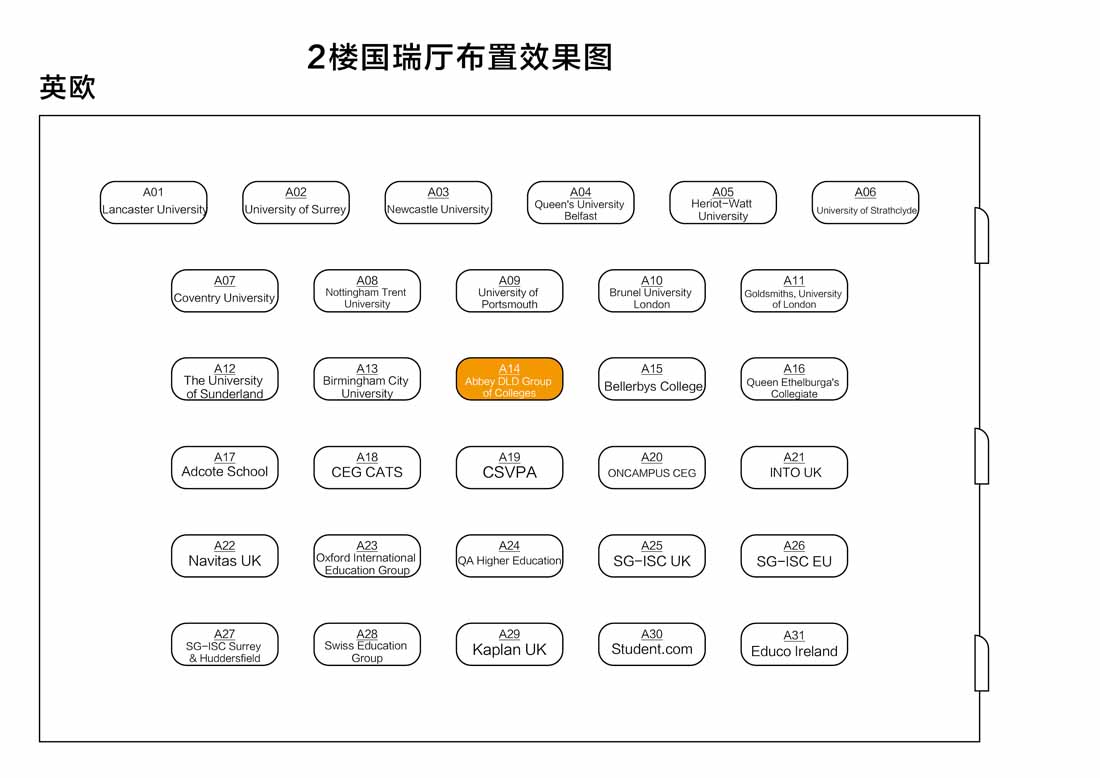 2楼国瑞厅布置效果图
英欧
A01
Lancaster University
A02
University of Surrey
A03
Newcastle University
A04
Queen's University
Belfast
A05
Heriot-Watt
University
A06
University of Strathclyde
A07
Coventry University
A08
Nottingham Trent
University
A09
University of
Portsmouth
A10
Brunel University
London
A11
Goldsmiths, University
of London
A12
The University
of Sunderland
A13
Birmingham City
University
A14
Abbey DLD Group
of Colleges
A15
Bellerbys College
A16
Queen Ethelburga's
Collegiate
A17
Adcote School
A18
CEG CATS
A19
CSVPA
A20
ONCAMPUS CEG
A21
INTO UK
A22
Navitas UK
A23
Oxford International
Education Group
A24
QA Higher Education
A25
SG-ISC UK
A26
SG-ISC EU
A27
SG-ISC Surrey
& Huddersfield
A28
Swiss Education
Group
A29
Kaplan UK
A30
Student.com
A31
Educo Ireland